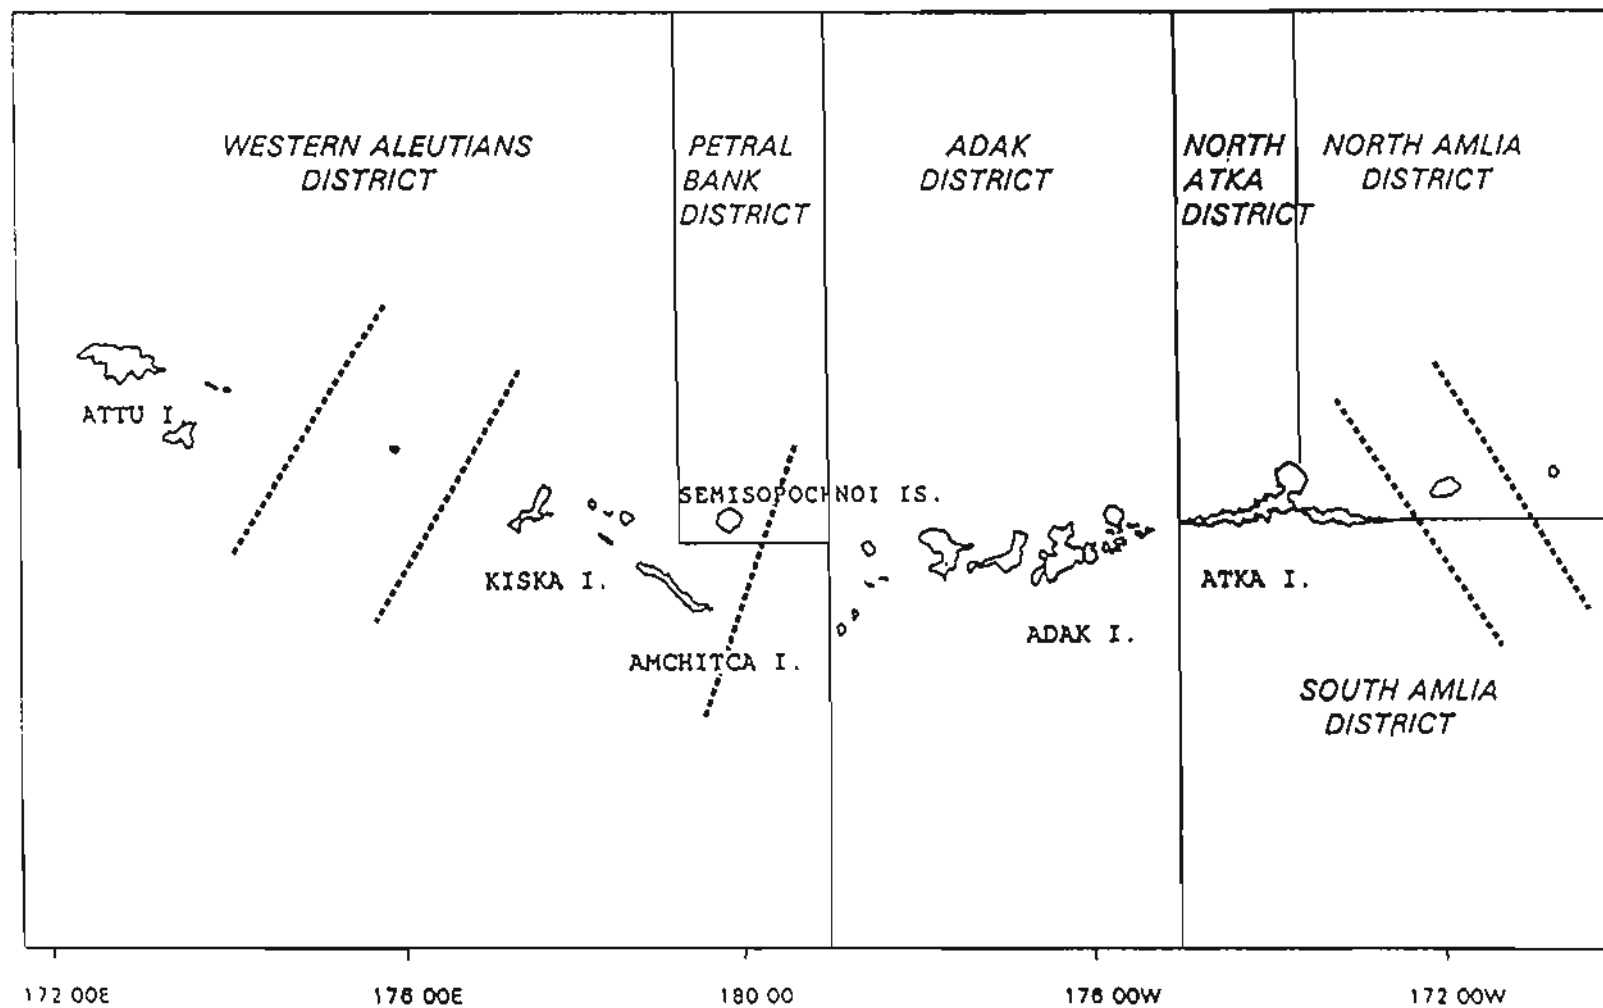 WESTERN ALEUTIANS
DISTRICT
PETRAL
BANK
DISTRICT
ADAK
DISTRICT
NORTH
ATKA
DISTRICT
NORTH AMLIA
DISTRICT
ATTU I.
SEMISOPOCHNOI IS.
KISKA I.
AMCHITCA I.
ADAK I.
ATKA I.
SOUTH AMLIA
DISTRICT
172 00E
176 00E
180 00
176 00W
172 00W